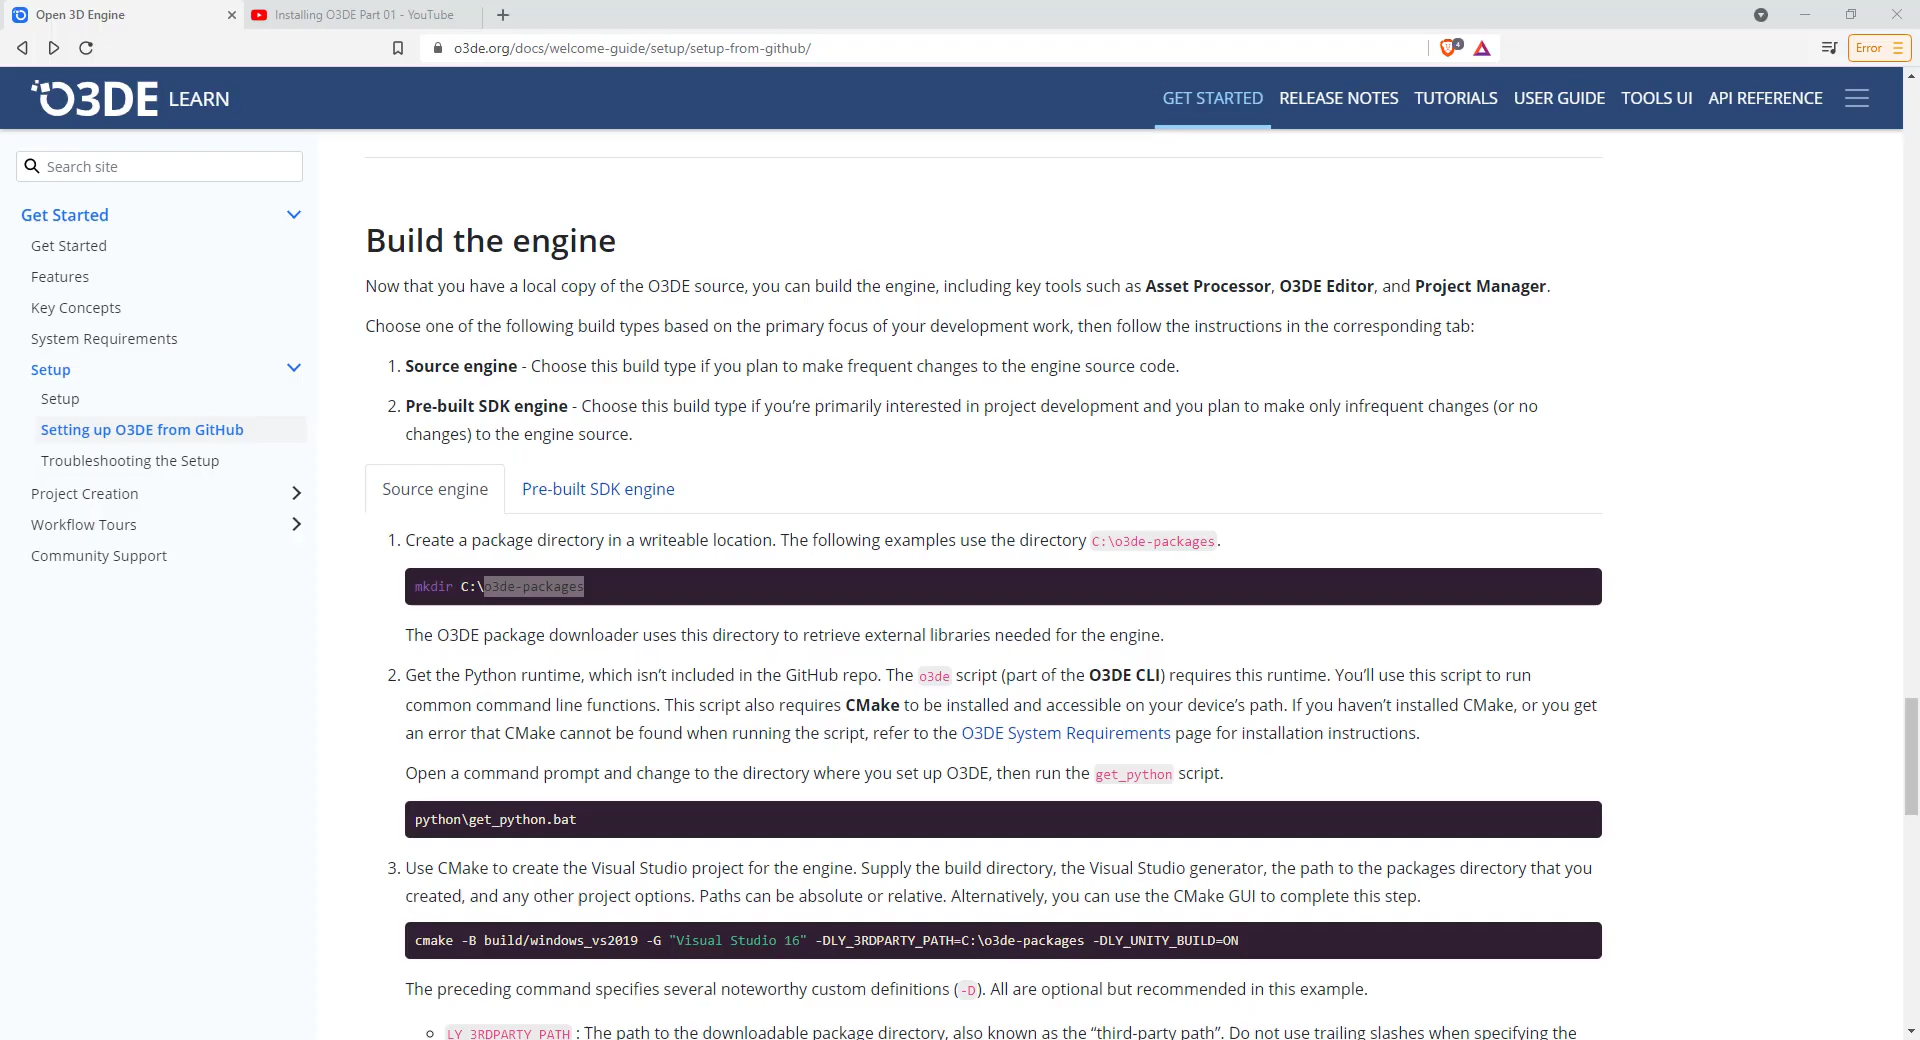 Open 3D Engine
Installing O3DE Part 01 - YouTube
o3de.org/docs/welcome-guide/setup/setup-from-github/
4
Error
O3DE LEARN
GET STARTED
RELEASE NOTES
TUTORIALS
USER GUIDE
TOOLS UI
API REFERENCE
Search site
Get Started
Get Started
Features
Key Concepts
System Requirements
Setup
Setup
Setting up O3DE from GitHub
Troubleshooting the Setup
Project Creation
Workflow Tours
Community Support
Build the engine
Now that you have a local copy of the O3DE source, you can build the engine, including key tools such as Asset Processor, O3DE Editor, and Project Manager.
Choose one of the following build types based on the primary focus of your development work, then follow the instructions in the corresponding tab:
1. Source engine - Choose this build type if you plan to make frequent changes to the engine source code.
2. Pre-built SDK engine - Choose this build type if you’re primarily interested in project development and you plan to make only infrequent changes (or no
changes) to the engine source.
Source engine
Pre-built SDK engine
1. Create a package directory in a writeable location. The following examples use the directory C:\o3de-packages.
mkdir C:\o3de-packages
The O3DE package downloader uses this directory to retrieve external libraries needed for the engine.
2. Get the Python runtime, which isn’t included in the GitHub repo. The o3de script (part of the O3DE CLI) requires this runtime. You’ll use this script to run
common command line functions. This script also requires CMake to be installed and accessible on your device’s path. If you haven’t installed CMake, or you get
an error that CMake cannot be found when running the script, refer to the O3DE System Requirements page for installation instructions.
Open a command prompt and change to the directory where you set up O3DE, then run the get_python script.
python\get_python.bat
3. Use CMake to create the Visual Studio project for the engine. Supply the build directory, the Visual Studio generator, the path to the packages directory that you
created, and any other project options. Paths can be absolute or relative. Alternatively, you can use the CMake GUI to complete this step.
cmake -B build/windows_vs2019 -G "Visual Studio 16" -DLY_3RDPARTY_PATH=C:\o3de-packages -DLY_UNITY_BUILD=ON
The preceding command specifies several noteworthy custom definitions (-D). All are optional but recommended in this example.
LY_3RDPARTY_PATH : The path to the downloadable package directory, also known as the “third-party path”. Do not use trailing slashes when specifying the